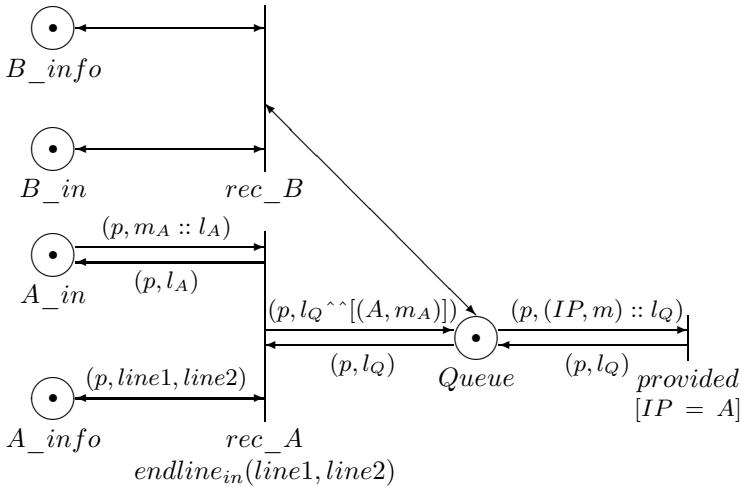 B_info
B_in
rec_B
(p, m_A :: l_A)
(p, l_A)
A_in
(p, l_Q^^[(A, m_A)])
(p, l_Q)
(p, (IP, m) :: l_Q)
(p, l_Q)
Queue
provided
[IP = A]
(p, line1, line2)
A_info
rec_A
endline_in(line1, line2)